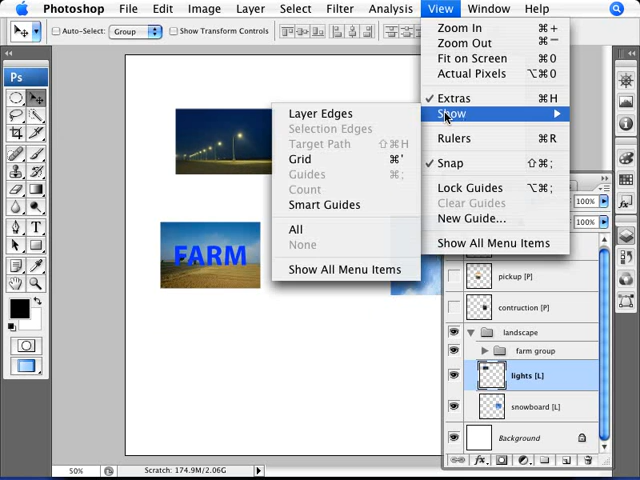 Photoshop File Edit Image Layer Select Filter Analysis View Window Help
Auto-Select: Group Show Transform Controls
Ps
Zoom In ⌘+
Zoom Out ⌘−
Fit on Screen ⌘0
Actual Pixels ⌥⌘0
✓ Extras ⌘H
Show
Rulers ⌘R
✓ Snap ⇧⌘;
Lock Guides ⌥⌘;
Clear Guides
New Guide...
Show All Menu Items
Layer Edges
Selection Edges
Target Path ⇧⌘H
Grid ⌘'
Guides ⌘;
Count
Smart Guides
All
None
Show All Menu Items
FARM
100%
100%
pickup [P]
contruction [P]
landscape
farm group
lights [L]
snowboard [L]
Background
50% Scratch: 174.9M/2.06G